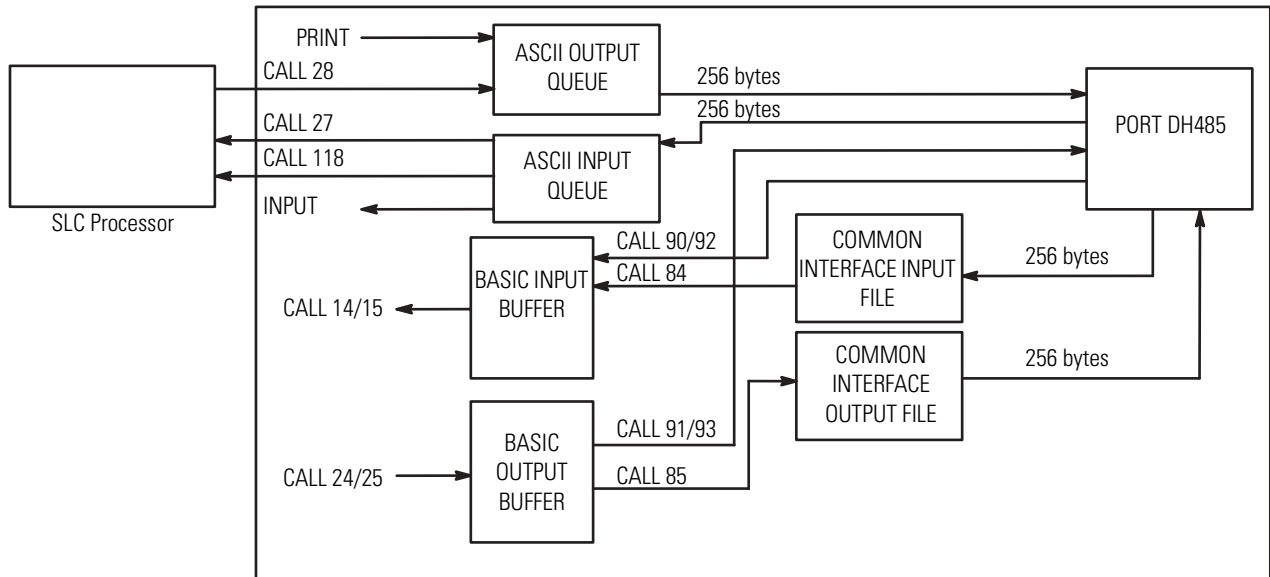 PRINT
CALL 28
ASCII OUTPUT
QUEUE
256 bytes
256 bytes
PORT DH485
CALL 27
CALL 118
ASCII INPUT
QUEUE
INPUT
SLC Processor
CALL 90/92
CALL 84
BASIC INPUT
BUFFER
CALL 14/15
COMMON
INTERFACE INPUT
FILE
256 bytes
COMMON
INTERFACE
OUTPUT FILE
256 bytes
CALL 91/93
CALL 85
BASIC
OUTPUT
BUFFER
CALL 24/25